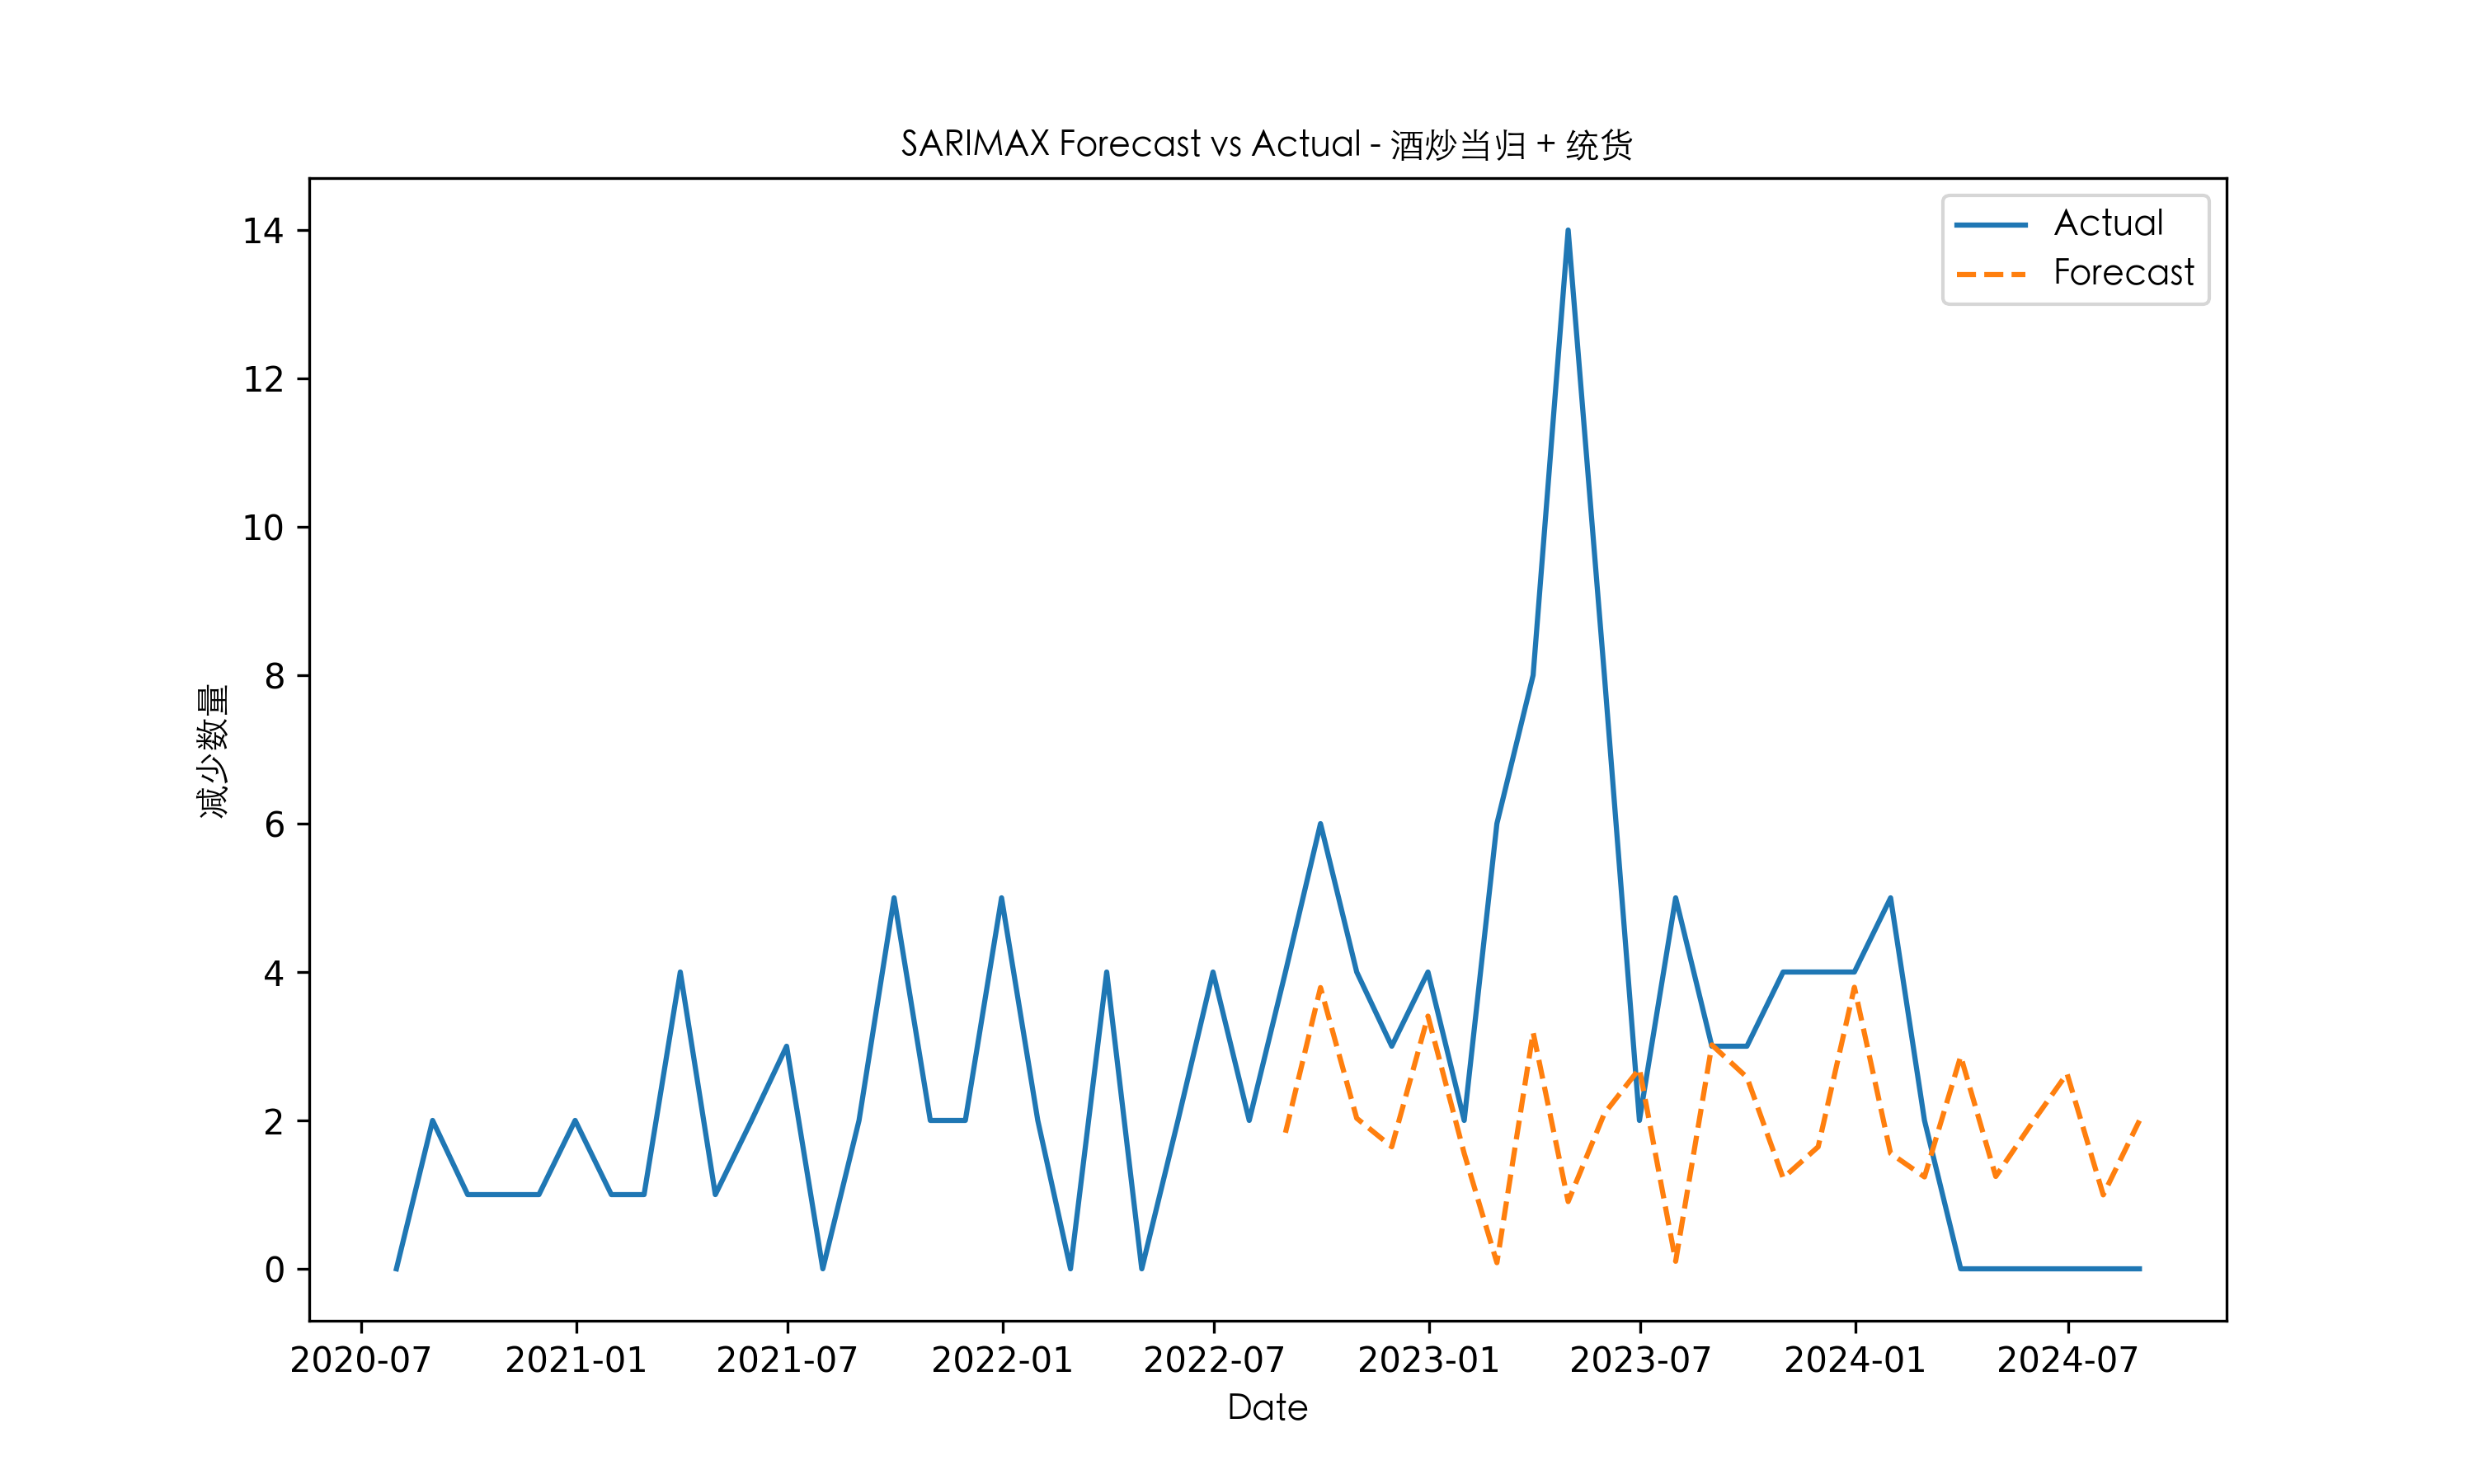 SARIMAX Forecast vs Actual - 酒炒当归 + 统货
Actual
Forecast
14
12
10
8
6
4
2
0
减少数量
2020-07 2021-01 2021-07 2022-01 2022-07 2023-01 2023-07 2024-01 2024-07
Date